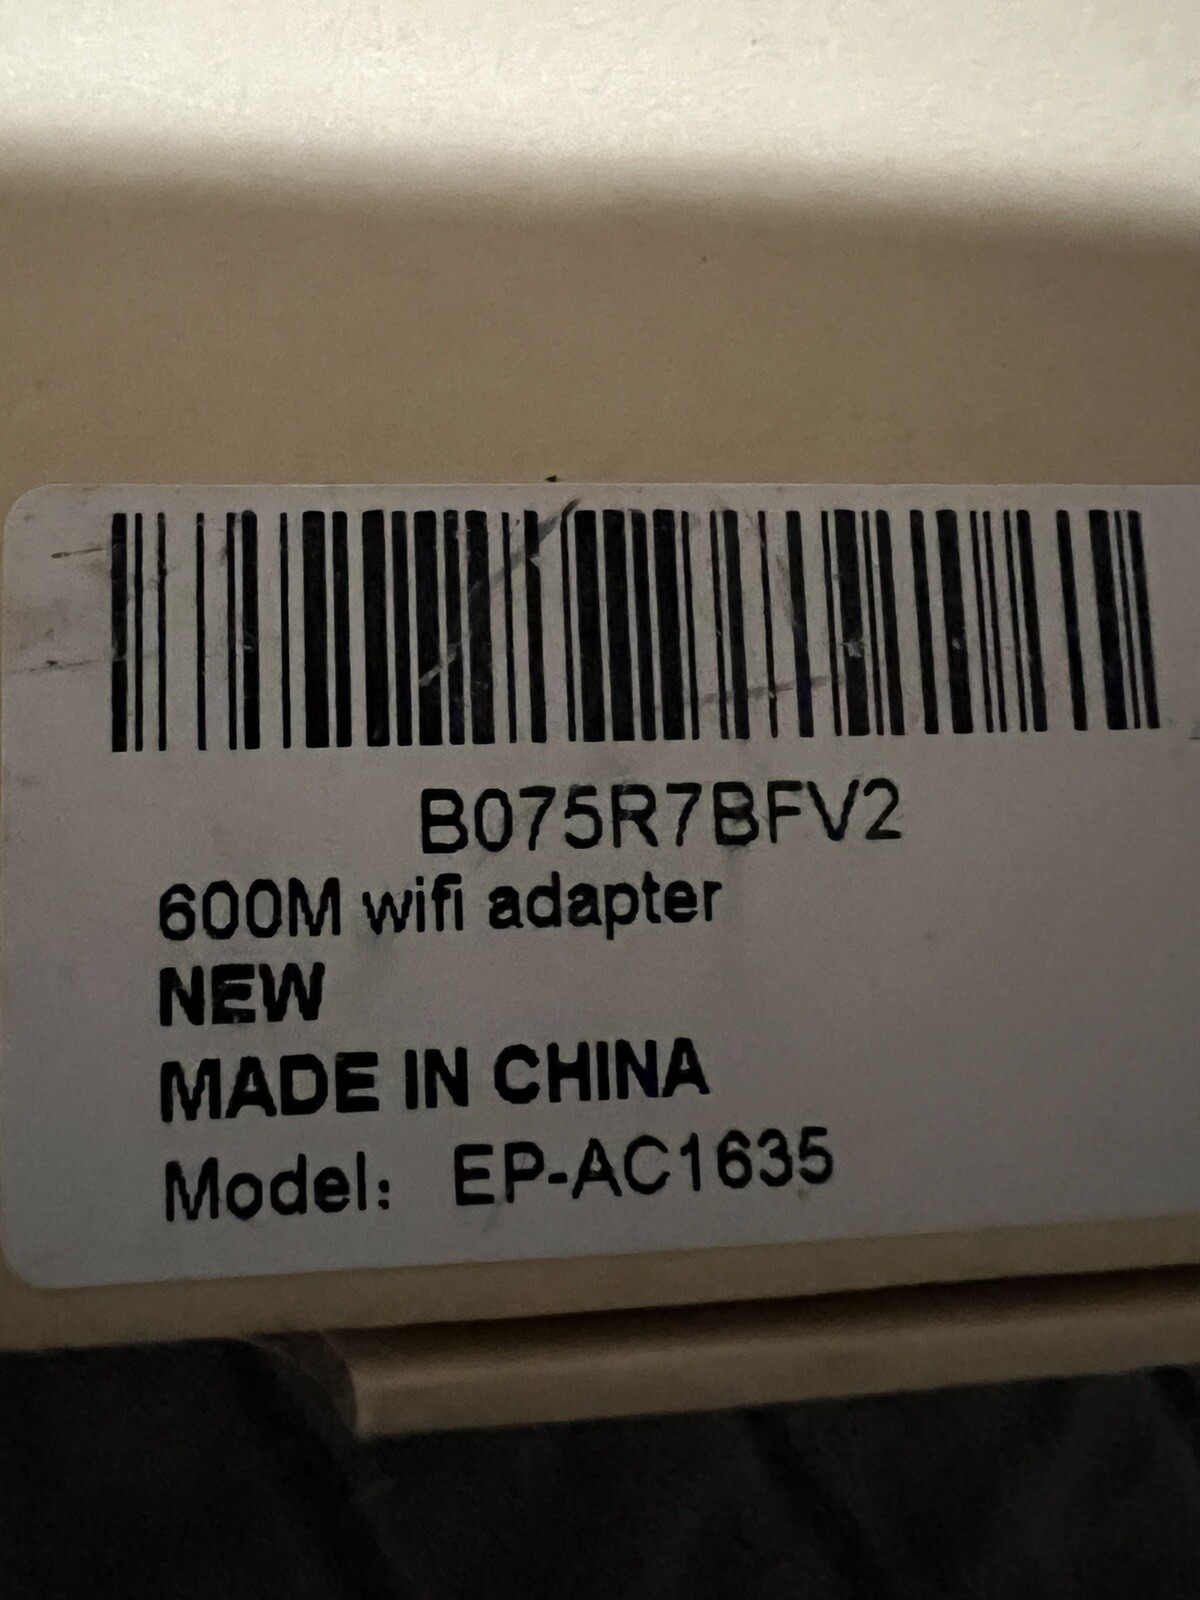 B075R7BFV2
600M wifi adapter
NEW
MADE IN CHINA
Model: EP-AC1635